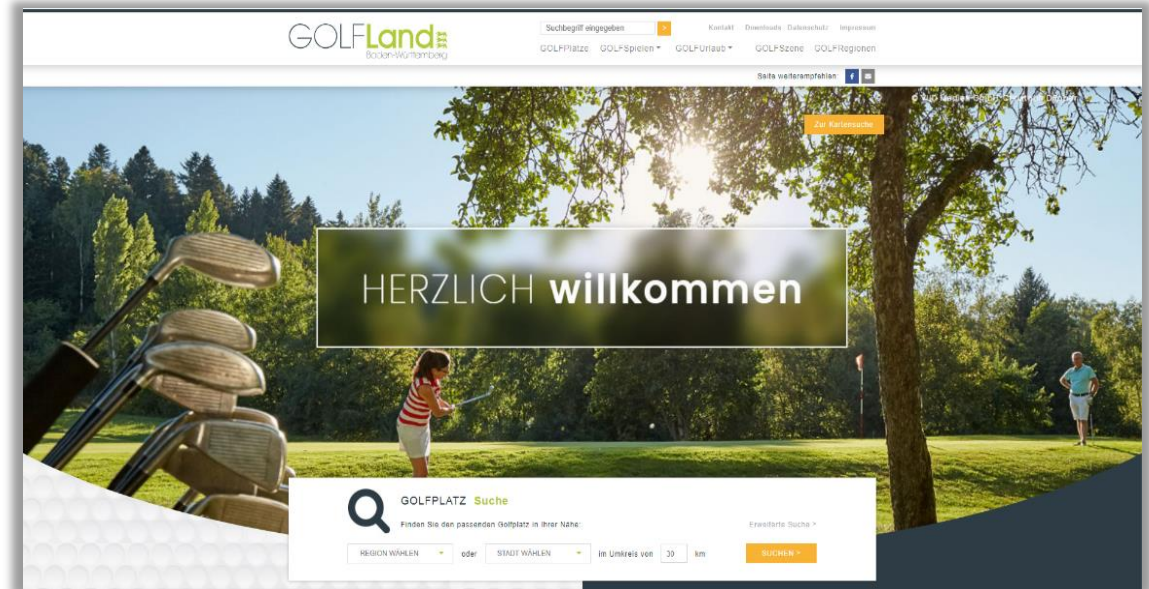 GOLFLand
Baden-Württemberg
Suchbegriff eingegeben
Kontakt Downloads Datenschutz Impressum
GOLFPlätze GOLFSpielen GOLFUrlaub GOLFSzene GOLFRegionen
Seite weiterempfehlen:
Zur Kartensuche
HERZLICH willkommen
GOLFPLATZ Suche
Finden Sie den passenden Golfplatz in Ihrer Nähe:
Erweiterte Suche >
REGION WÄHLEN oder STADT WÄHLEN im Umkreis von 30 km SUCHEN >